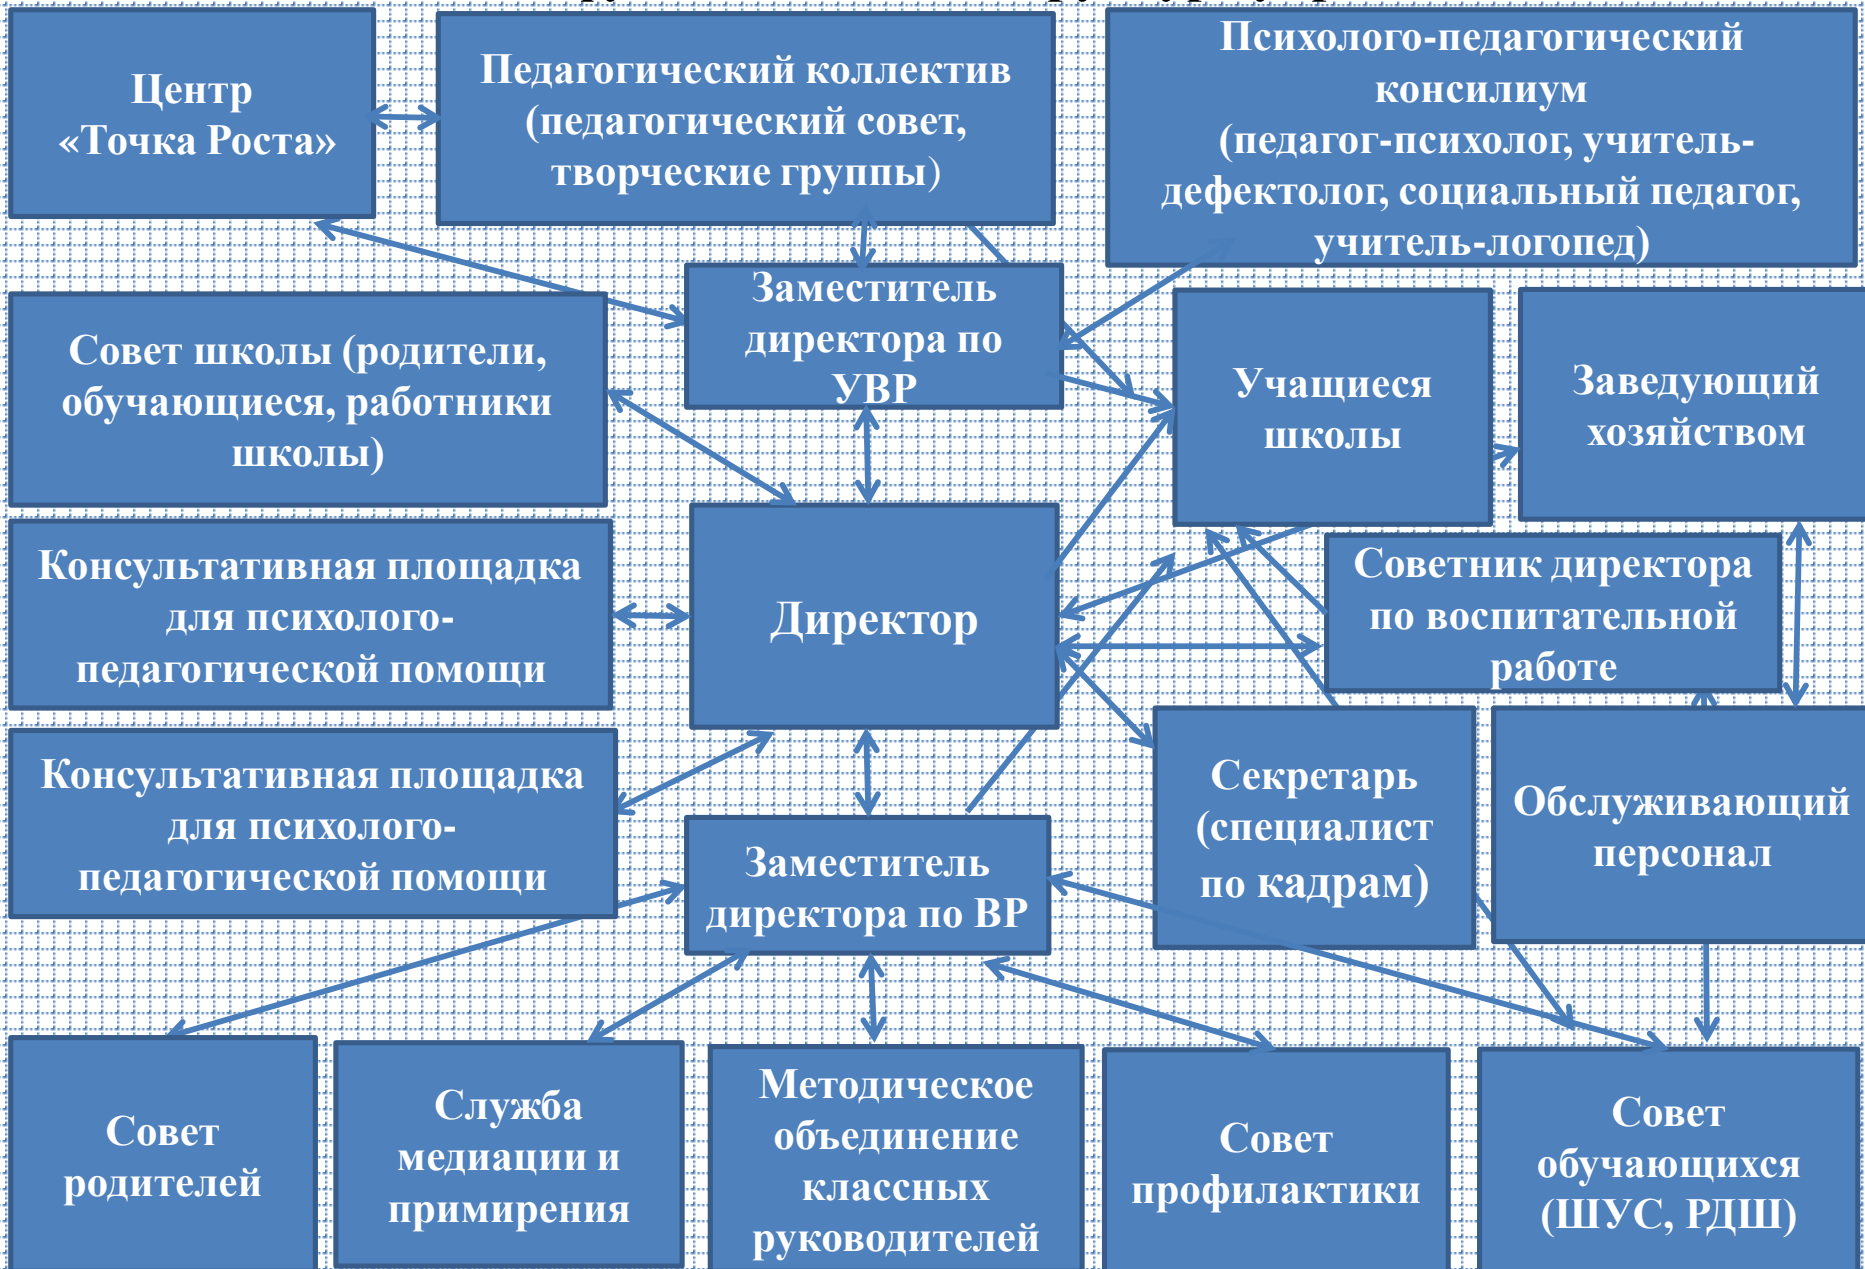 Центр
«Точка Роста»
Педагогический коллектив
(педагогический совет,
творческие группы)
Психолого-педагогический
консилиум
(педагог-психолог, учитель-
дефектолог, социальный педагог,
учитель-логопед)
Заместитель
директора по
УВР
Совет школы (родители,
обучающиеся, работники
школы)
Учащиеся
школы
Заведующий
хозяйством
Консультативная площадка
для психолого-
педагогической помощи
Директор
Советник директора
по воспитательной
работе
Консультативная площадка
для психолого-
педагогической помощи
Заместитель
директора по ВР
Секретарь
(специалист
по кадрам)
Обслуживающий
персонал
Совет
родителей
Служба
медиации и
примирения
Методическое
объединение
классных
руководителей
Совет
профилактики
Совет
обучающихся
(ШУС, РДШ)